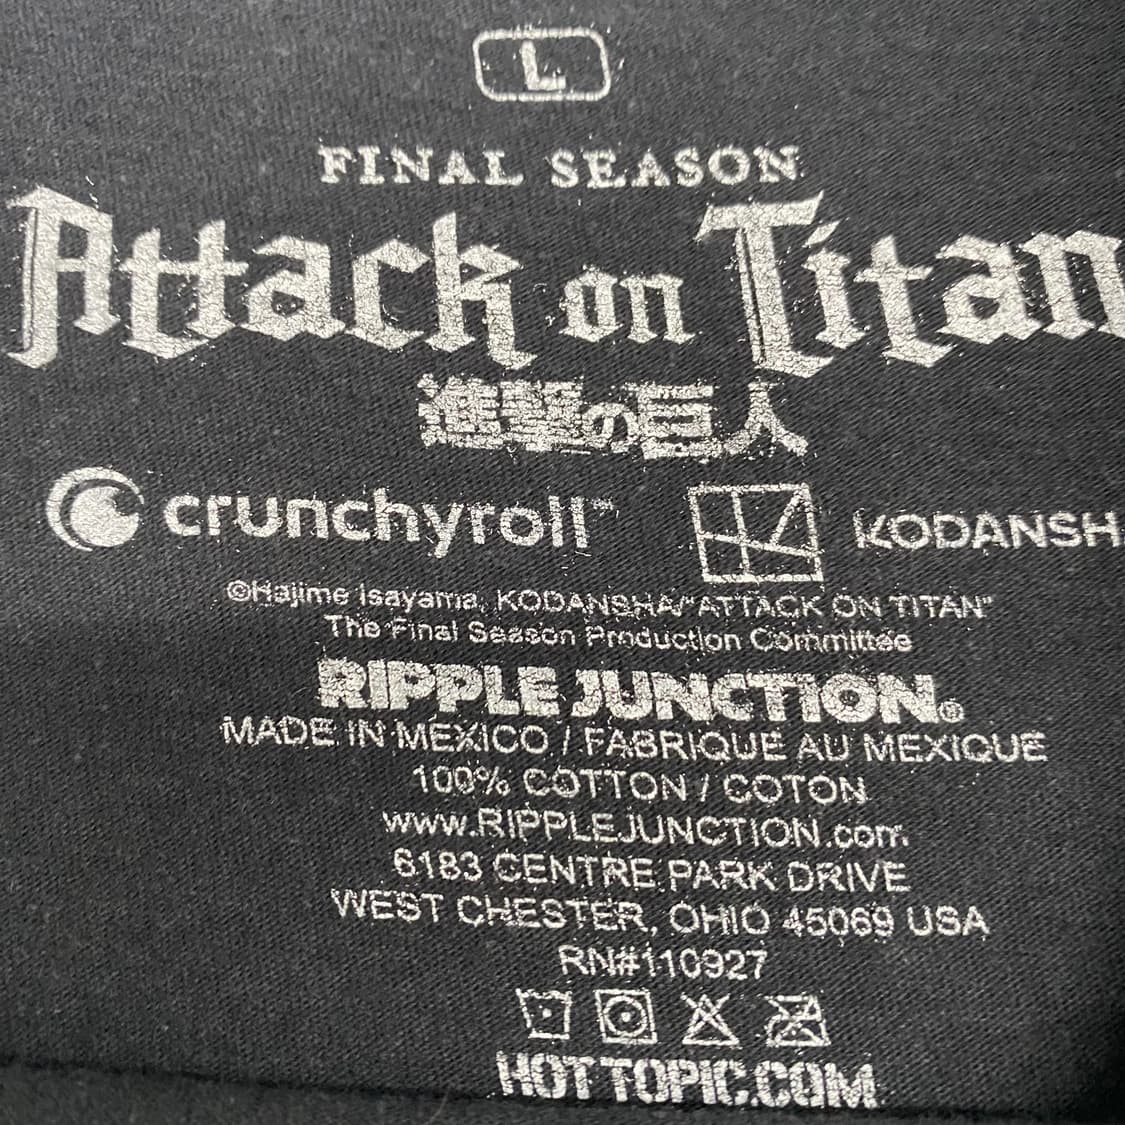 L
FINAL SEASON
Attack on Titan
進撃の巨人
crunchyroll™ KODANSH
©Hajime Isayama, KODANSHA/"ATTACK ON TITAN"
The Final Season Production Committee
RIPPLE JUNCTION®
MADE IN MEXICO / FABRIQUE AU MEXIQUE
100% COTTON / COTON
www.RIPPLEJUNCTION.com
6183 CENTRE PARK DRIVE
WEST CHESTER, OHIO 45069 USA
RN#110927
HOTTOPIC.COM